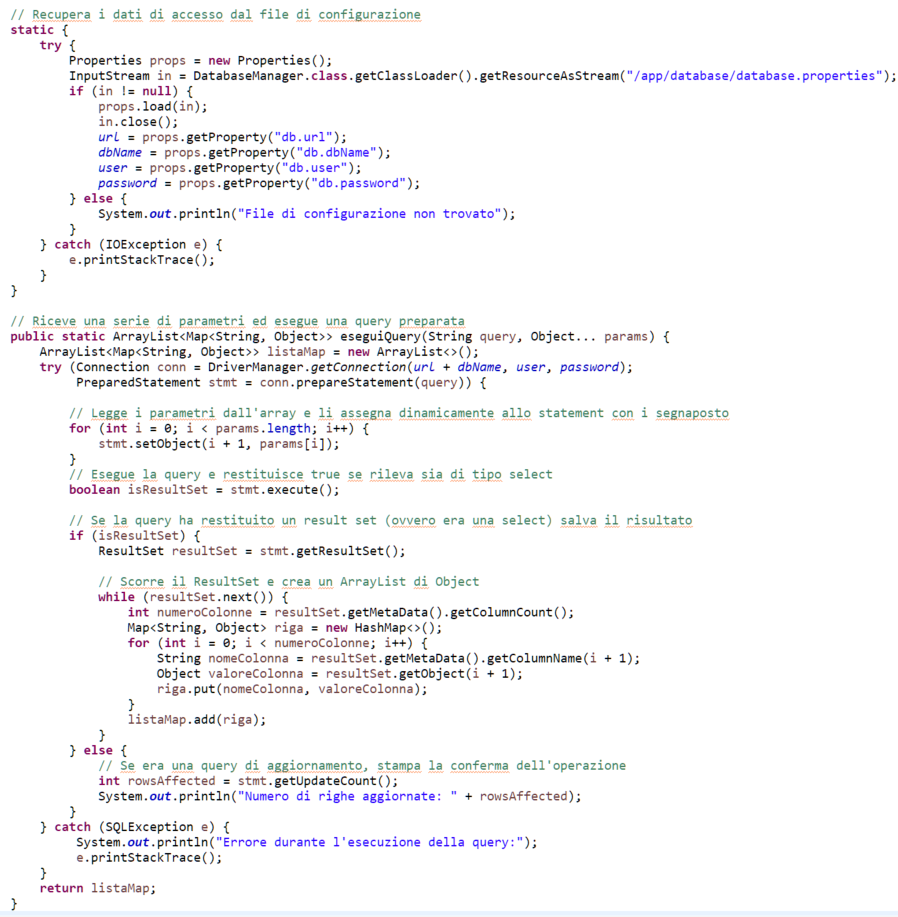 // Recupera i dati di accesso dal file di configurazione
static {
    try {
        Properties props = new Properties();
        InputStream in = DatabaseManager.class.getClassLoader().getResourceAsStream("/app/database/database.properties");
        if (in != null) {
            props.load(in);
            in.close();
            url = props.getProperty("db.url");
            dbName = props.getProperty("db.dbName");
            user = props.getProperty("db.user");
            password = props.getProperty("db.password");
        } else {
            System.out.println("File di configurazione non trovato");
        }
    } catch (IOException e) {
        e.printStackTrace();
    }
}

// Riceve una serie di parametri ed esegue una query preparata
public static ArrayList<Map<String, Object>> eseguiQuery(String query, Object... params) {
    ArrayList<Map<String, Object>> listaMap = new ArrayList<>();
    try (Connection conn = DriverManager.getConnection(url + dbName, user, password);
         PreparedStatement stmt = conn.prepareStatement(query)) {

        // Legge i parametri dall'array e li assegna dinamicamente allo statement con i segnaposto
        for (int i = 0; i < params.length; i++) {
            stmt.setObject(i + 1, params[i]);
        }
        // Esegue la query e restituisce true se rileva sia di tipo select
        boolean isResultSet = stmt.execute();

        // Se la query ha restituito un result set (ovvero era una select) salva il risultato
        if (isResultSet) {
            ResultSet resultSet = stmt.getResultSet();

            // Scorre il ResultSet e crea un ArrayList di Object
            while (resultSet.next()) {
                int numeroColonne = resultSet.getMetaData().getColumnCount();
                Map<String, Object> riga = new HashMap<>();
                for (int i = 0; i < numeroColonne; i++) {
                    String nomeColonna = resultSet.getMetaData().getColumnName(i + 1);
                    Object valoreColonna = resultSet.getObject(i + 1);
                    riga.put(nomeColonna, valoreColonna);
                }
                listaMap.add(riga);
            }
        } else {
            // Se era una query di aggiornamento, stampa la conferma dell'operazione
            int rowsAffected = stmt.getUpdateCount();
            System.out.println("Numero di righe aggiornate: " + rowsAffected);
        }
    } catch (SQLException e) {
         System.out.println("Errore durante l'esecuzione della query:");
         e.printStackTrace();
    }
    return listaMap;
}